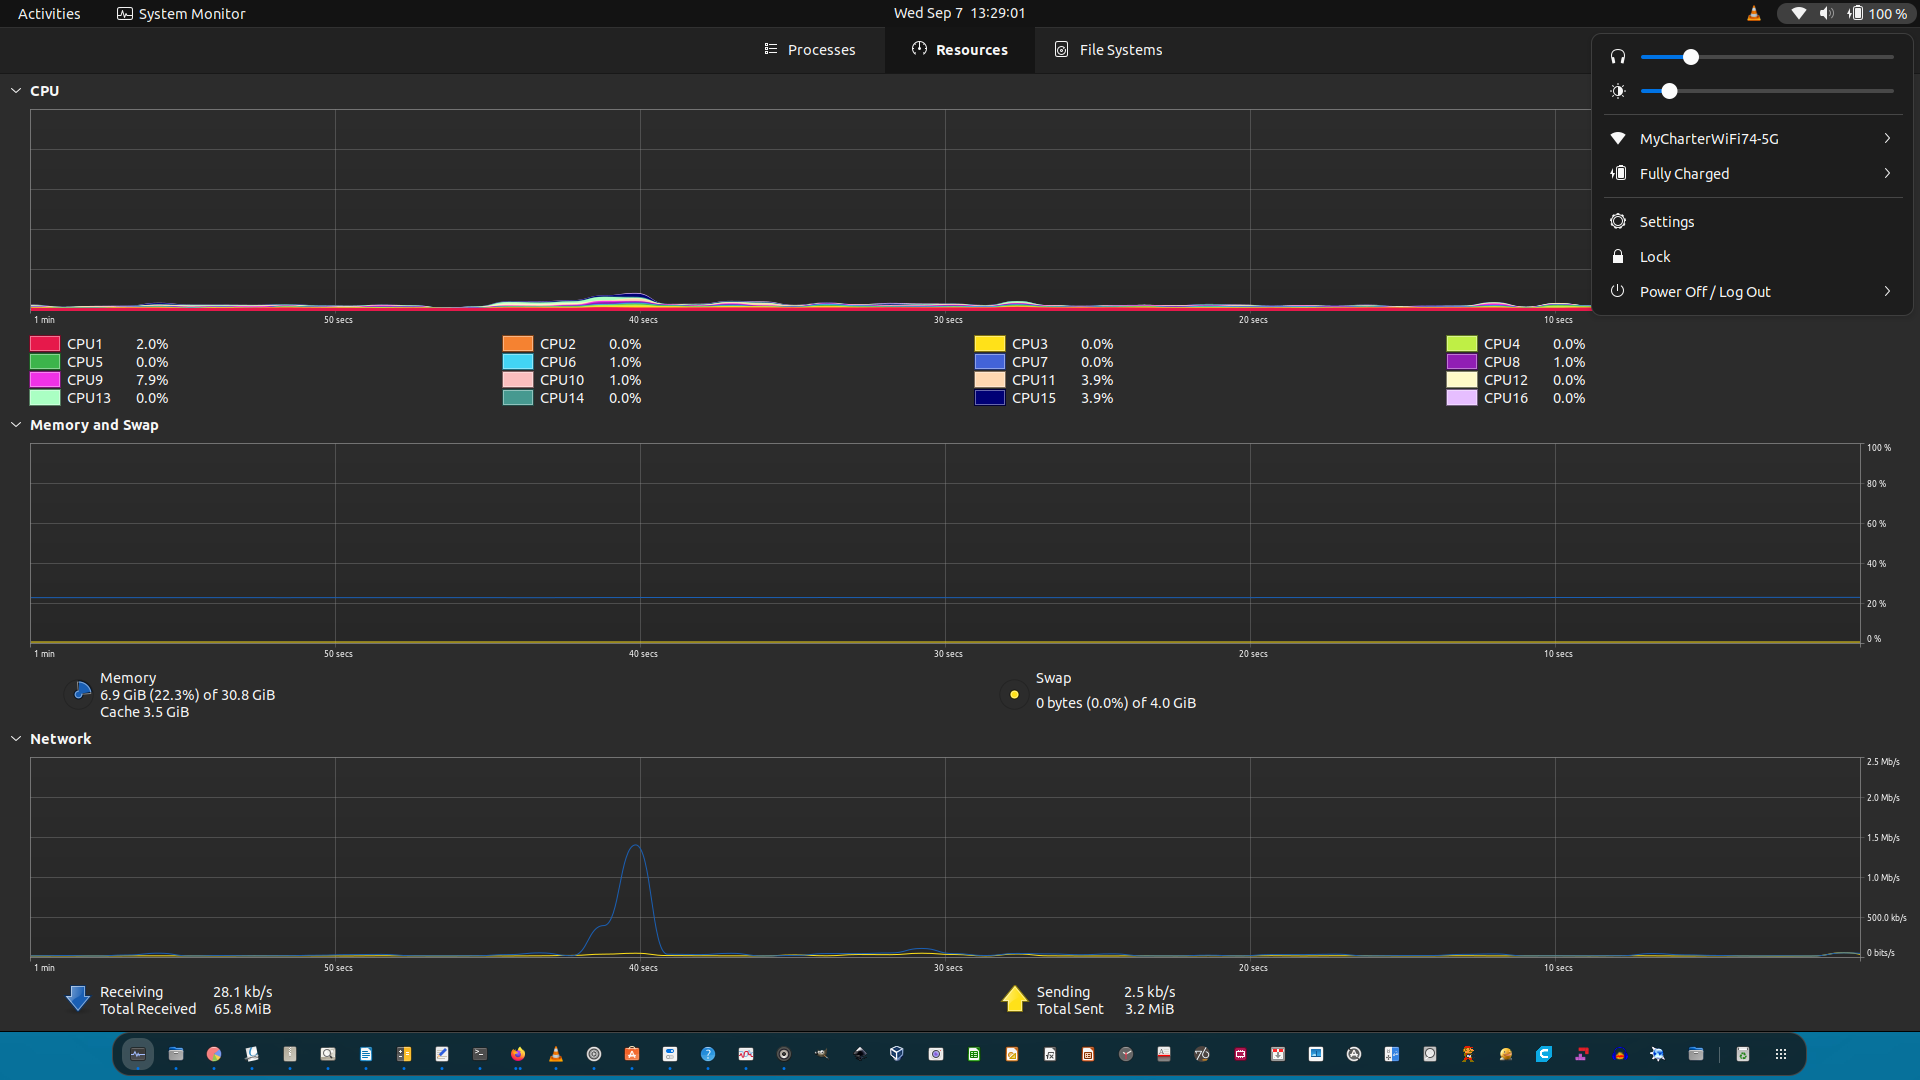 Activities System Monitor Wed Sep 7 13:29:01 100 %
Processes Resources File Systems
CPU
1 min 50 secs 40 secs 30 secs 20 secs 10 secs
CPU1 2.0% CPU2 0.0% CPU3 0.0% CPU4 0.0%
CPU5 0.0% CPU6 1.0% CPU7 0.0% CPU8 1.0%
CPU9 7.9% CPU10 1.0% CPU11 3.9% CPU12 0.0%
CPU13 0.0% CPU14 0.0% CPU15 3.9% CPU16 0.0%
MyCharterWiFi74-5G
Fully Charged
Settings
Lock
Power Off / Log Out
Memory and Swap
100 %
80 %
60 %
40 %
20 %
0 %
1 min 50 secs 40 secs 30 secs 20 secs 10 secs
Memory
6.9 GiB (22.3%) of 30.8 GiB
Cache 3.5 GiB
Swap
0 bytes (0.0%) of 4.0 GiB
Network
2.5 Mb/s
2.0 Mb/s
1.5 Mb/s
1.0 Mb/s
500.0 kb/s
0 bits/s
1 min 50 secs 40 secs 30 secs 20 secs 10 secs
Receiving 28.1 kb/s
Total Received 65.8 MiB
Sending 2.5 kb/s
Total Sent 3.2 MiB
76